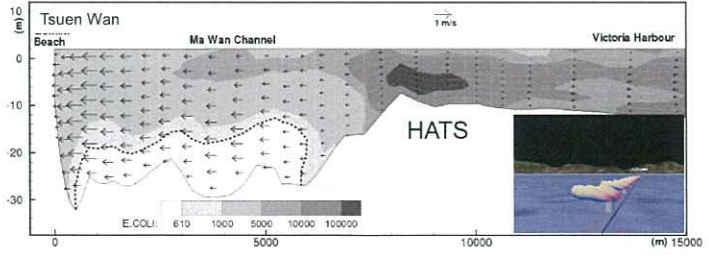 Tsuen Wan
10
(m)
1 m/s
Beach
Ma Wan Channel
Victoria Harbour
0
-10
-20
-30
HATS
E.COLI: 610 1000 5000 10000 100000
0 5000 10000 (m) 15000